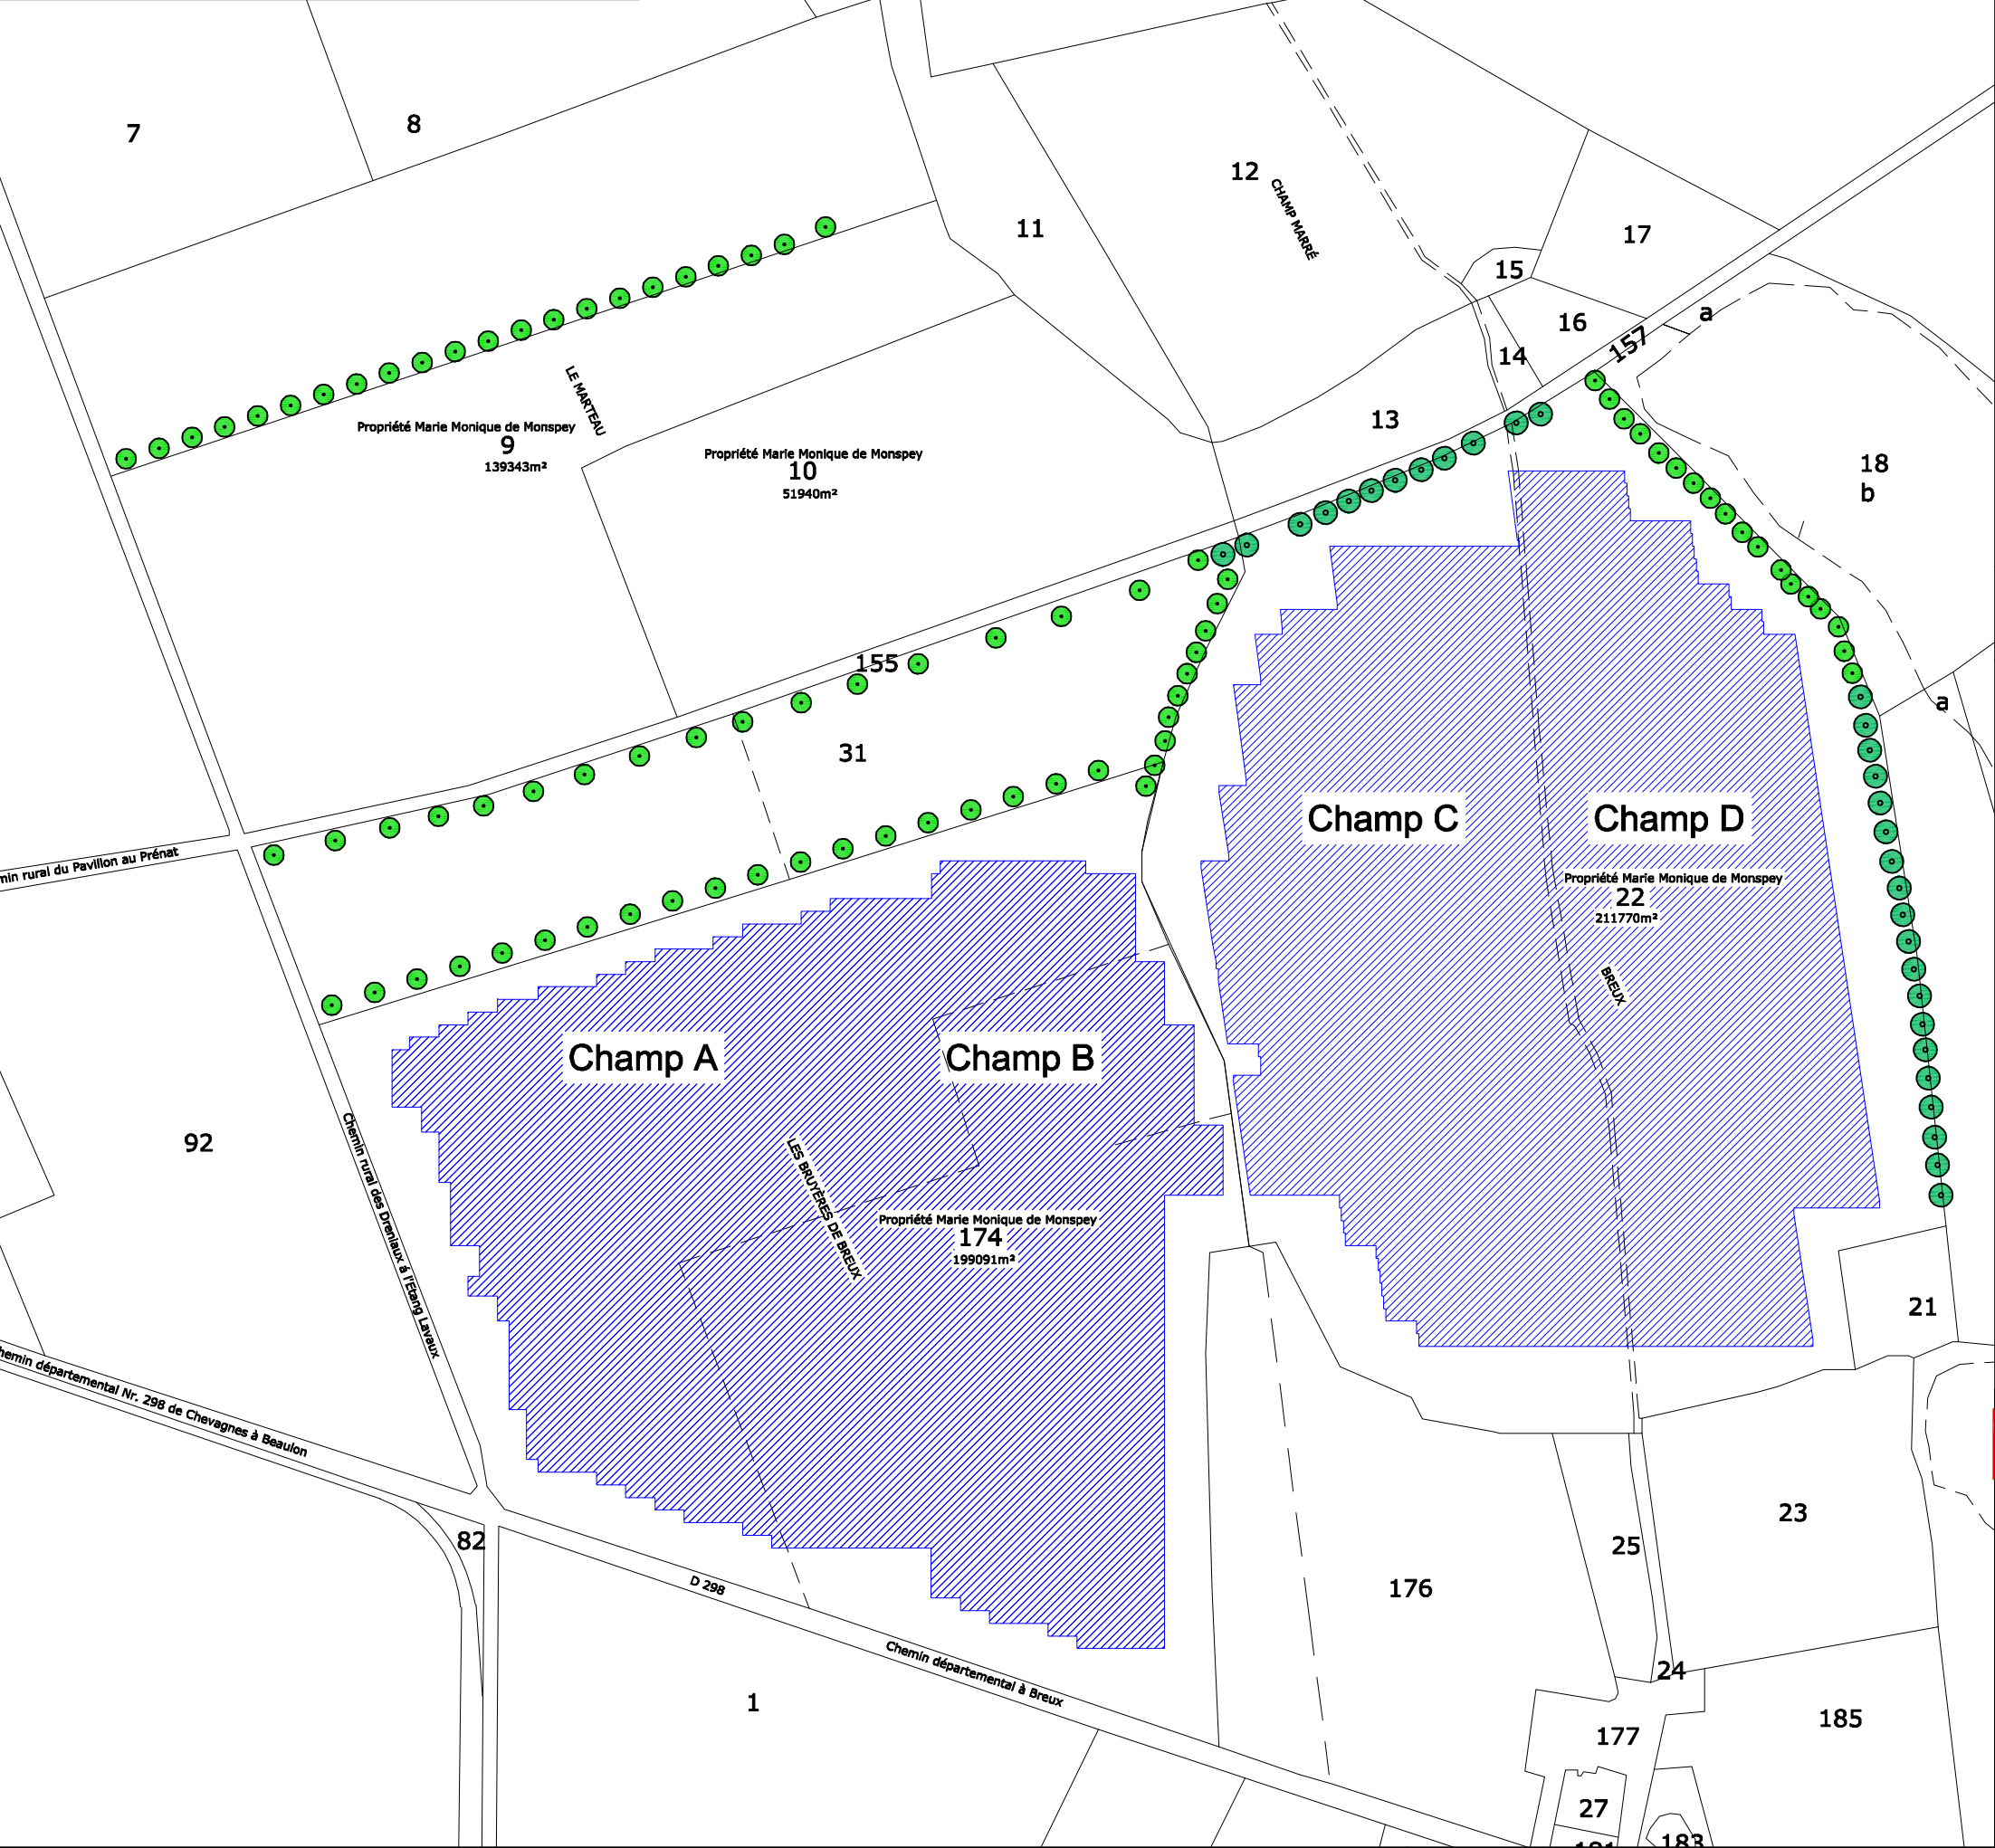 7
8
12
CHAMP MARRÉ
11
17
15
16
a
157
14
13
LE MARTEAU
Propriété Marie Monique de Monspey
9
139343m²
Propriété Marie Monique de Monspey
10
51940m²
18
b
155
a
31
Champ C
Champ D
min rural du Pavillon au Prénat
Propriété Marie Monique de Monspey
22
211770m²
BREUX
Champ A
Champ B
92
Chemin rural des Deniaux á l'Etang Lavaux
LES BRUYÈRES DE BREUX
Propriété Marie Monique de Monspey
174
199091m²
21
hemin départemental Nr. 298 de Chevagnes à Beaulon
82
23
25
D 298
176
Chemin départemental à Breux
24
1
177
185
27
183